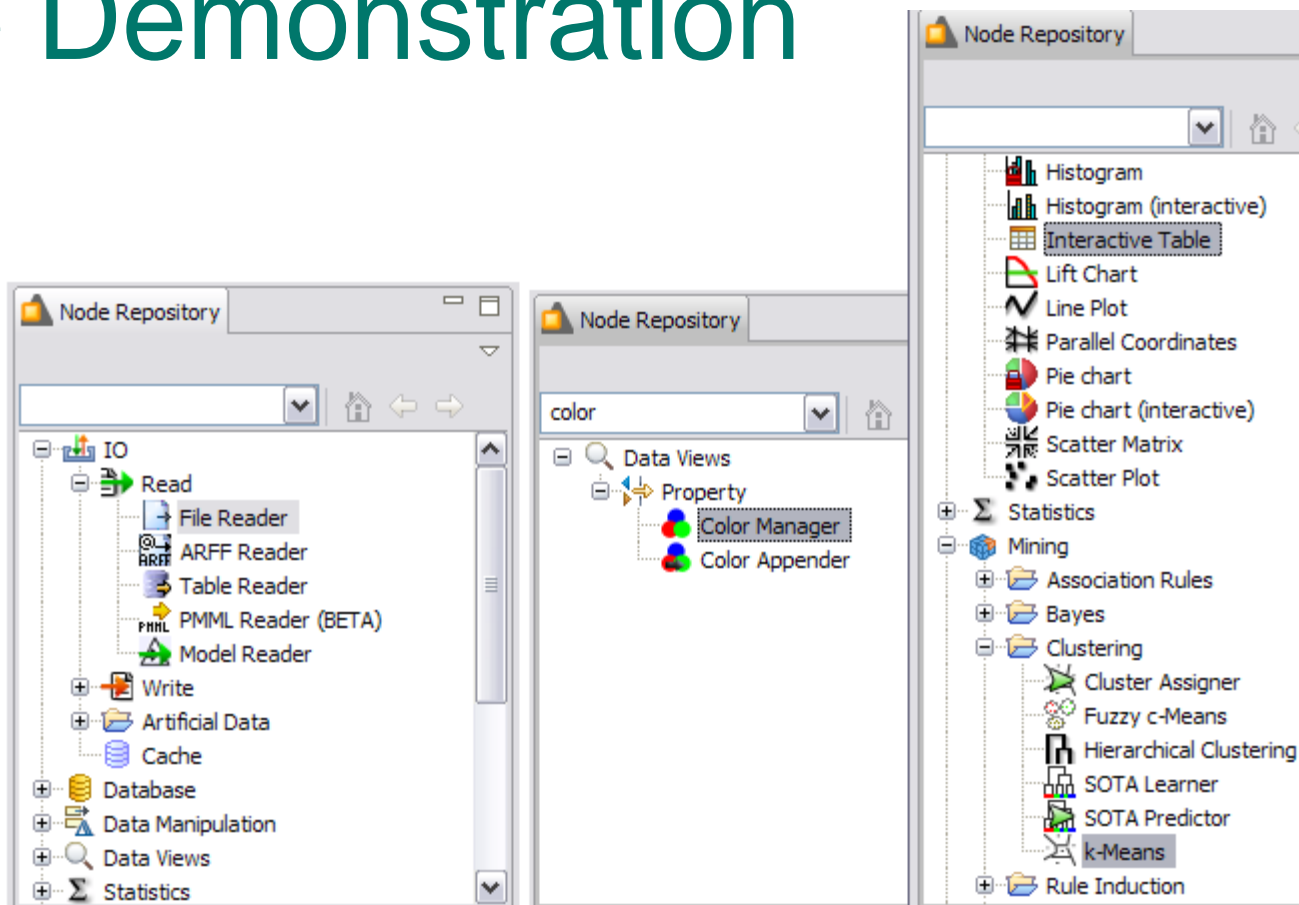 Demonstration
Node Repository
IO
Read
File Reader
ARFF Reader
Table Reader
PMML Reader (BETA)
Model Reader
Write
Artificial Data
Cache
Database
Data Manipulation
Data Views
Σ Statistics
Node Repository
color
Data Views
Property
Color Manager
Color Appender
Node Repository
Histogram
Histogram (interactive)
Interactive Table
Lift Chart
Line Plot
Parallel Coordinates
Pie chart
Pie chart (interactive)
Scatter Matrix
Scatter Plot
Σ Statistics
Mining
Association Rules
Bayes
Clustering
Cluster Assigner
Fuzzy c-Means
Hierarchical Clustering
SOTA Learner
SOTA Predictor
k-Means
Rule Induction